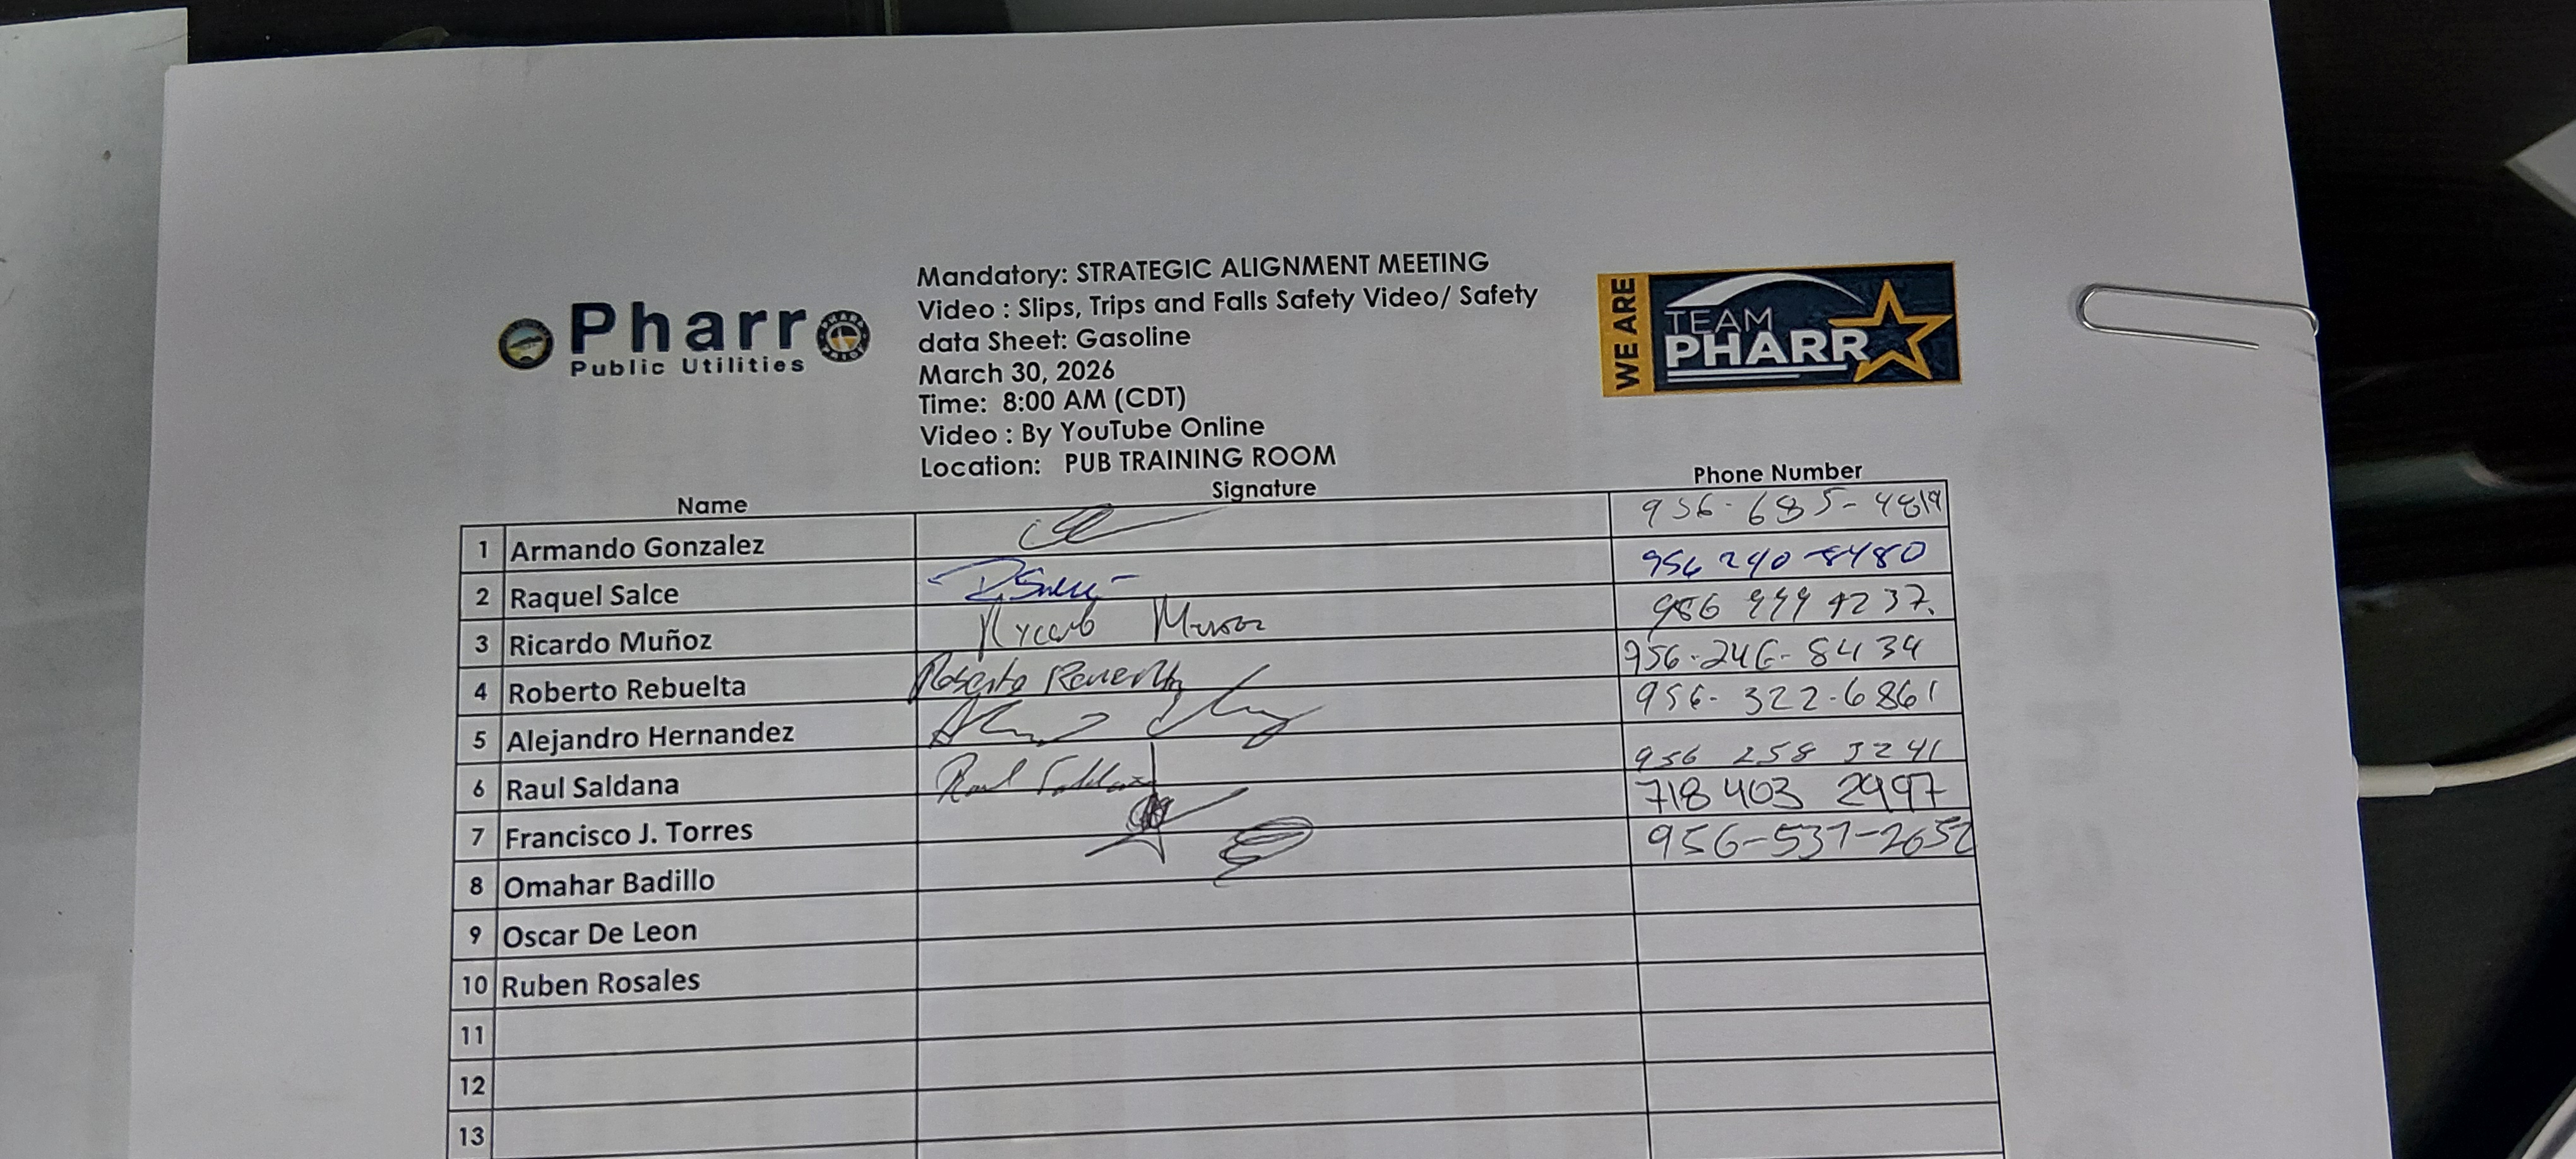 Pharr
Public Utilities
Mandatory: STRATEGIC ALIGNMENT MEETING
Video : Slips, Trips and Falls Safety Video/ Safety
data Sheet: Gasoline
March 30, 2026
Time: 8:00 AM (CDT)
Video : By YouTube Online
Location: PUB TRAINING ROOM
WE ARE
TEAM
PHARR
Name Signature Phone Number
1 Armando Gonzalez 956-685-4819
2 Raquel Salce 956 240-8480
3 Ricardo Muñoz 956
4 Roberto Rebuelta Roberto 956-246-8434
5 Alejandro Hernandez 956-322-6861
6 Raul Saldana Raul Saldana 956 258 3241
7 Francisco J. Torres 718 403 2997
8 Omahar Badillo 956-537-2652
9 Oscar De Leon
10 Ruben Rosales
11
12
13